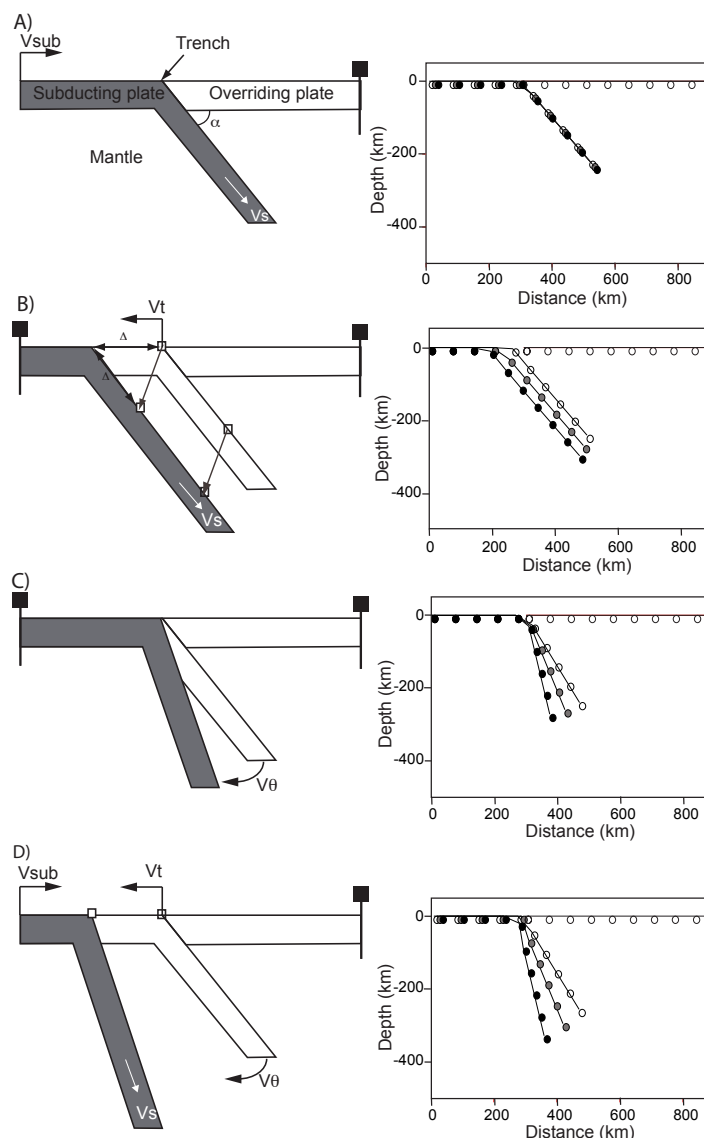 A)
Vsub
Trench
Subducting plate
Overriding plate
α
Mantle
Vs
0
-200
-400
Depth (km)
0 200 400 600 800
Distance (km)
B)
Vt
Δ
Δ
Vs
0
-200
-400
Depth (km)
0 200 400 600 800
Distance (km)
C)
Vθ
0
-200
-400
Depth (km)
0 200 400 600 800
Distance (km)
D)
Vsub
Vt
Vθ
Vs
0
-200
-400
Depth (km)
0 200 400 600 800
Distance (km)